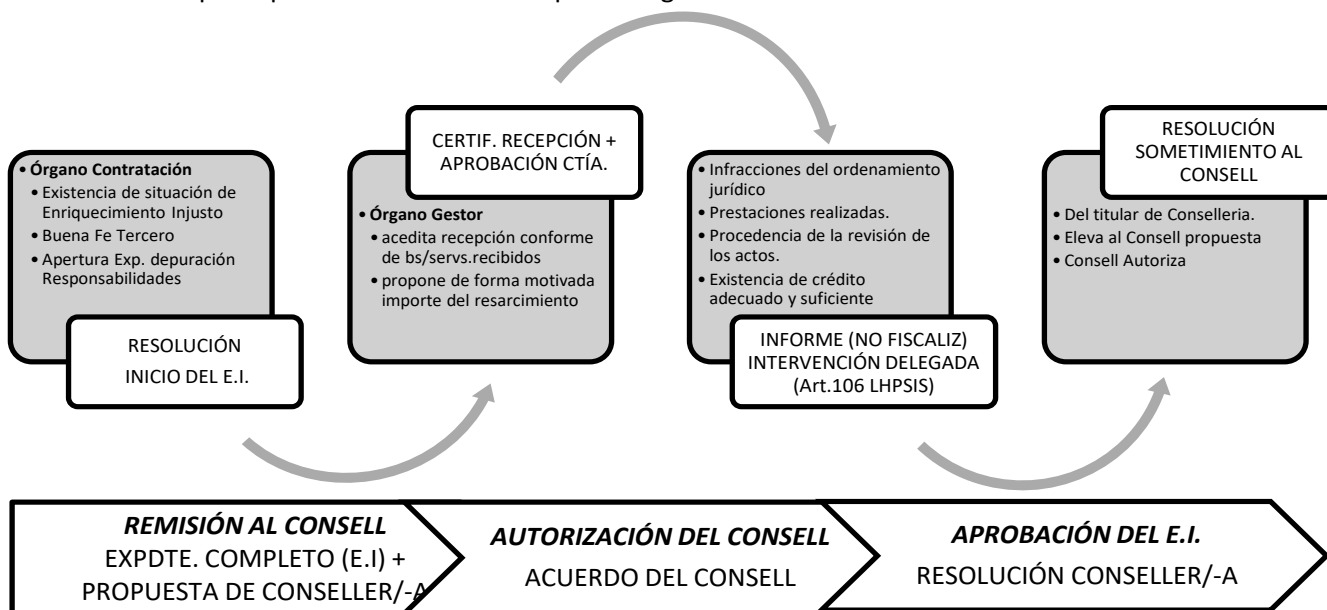 CERTIF. RECEPCIÓN +
APROBACIÓN CTÍA.
RESOLUCIÓN
SOMETIMIENTO AL
CONSELL
• Órgano Contratación
• Existencia de situación de
Enriquecimiento Injusto
• Buena Fe Tercero
• Apertura Exp. depuración
Responsabilidades
RESOLUCIÓN
INICIO DEL E.I.
• Órgano Gestor
• acedita recepción conforme
de bs/servs.recibidos
• propone de forma motivada
importe del resarcimiento
• Infracciones del ordenamiento
jurídico
• Prestaciones realizadas.
• Procedencia de la revisión de
los actos.
• Existencia de crédito
adecuado y suficiente
INFORME (NO FISCALIZ)
INTERVENCIÓN DELEGADA
(Art.106 LHPSIS)
• Del titular de Conselleria.
• Eleva al Consell propuesta
• Consell Autoriza
REMISIÓN AL CONSELL
EXPDTE. COMPLETO (E.I) +
PROPUESTA DE CONSELLER/-A
AUTORIZACIÓN DEL CONSELL
ACUERDO DEL CONSELL
APROBACIÓN DEL E.I.
RESOLUCIÓN CONSELLER/-A